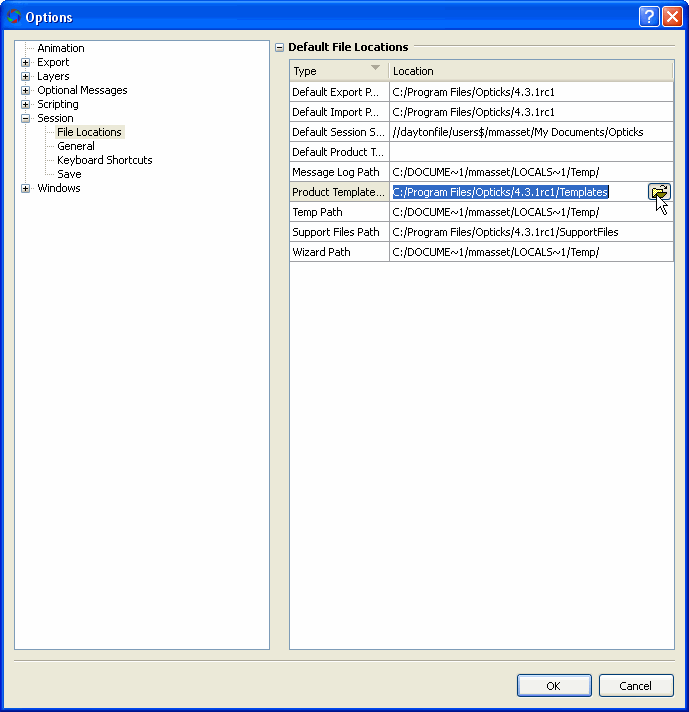 Options
Animation
Export
Layers
Optional Messages
Scripting
Session
File Locations
General
Keyboard Shortcuts
Save
Windows
Default File Locations
Type Location
Default Export P... C:/Program Files/Opticks/4.3.1rc1
Default Import P... C:/Program Files/Opticks/4.3.1rc1
Default Session S... //daytonfile/users$/mmasset/My Documents/Opticks
Default Product T...
Message Log Path C:/DOCUME~1/mmasset/LOCALS~1/Temp/
Product Template... C:/Program Files/Opticks/4.3.1rc1/Templates
Temp Path C:/DOCUME~1/mmasset/LOCALS~1/Temp/
Support Files Path C:/Program Files/Opticks/4.3.1rc1/SupportFiles
Wizard Path C:/DOCUME~1/mmasset/LOCALS~1/Temp/
OK Cancel